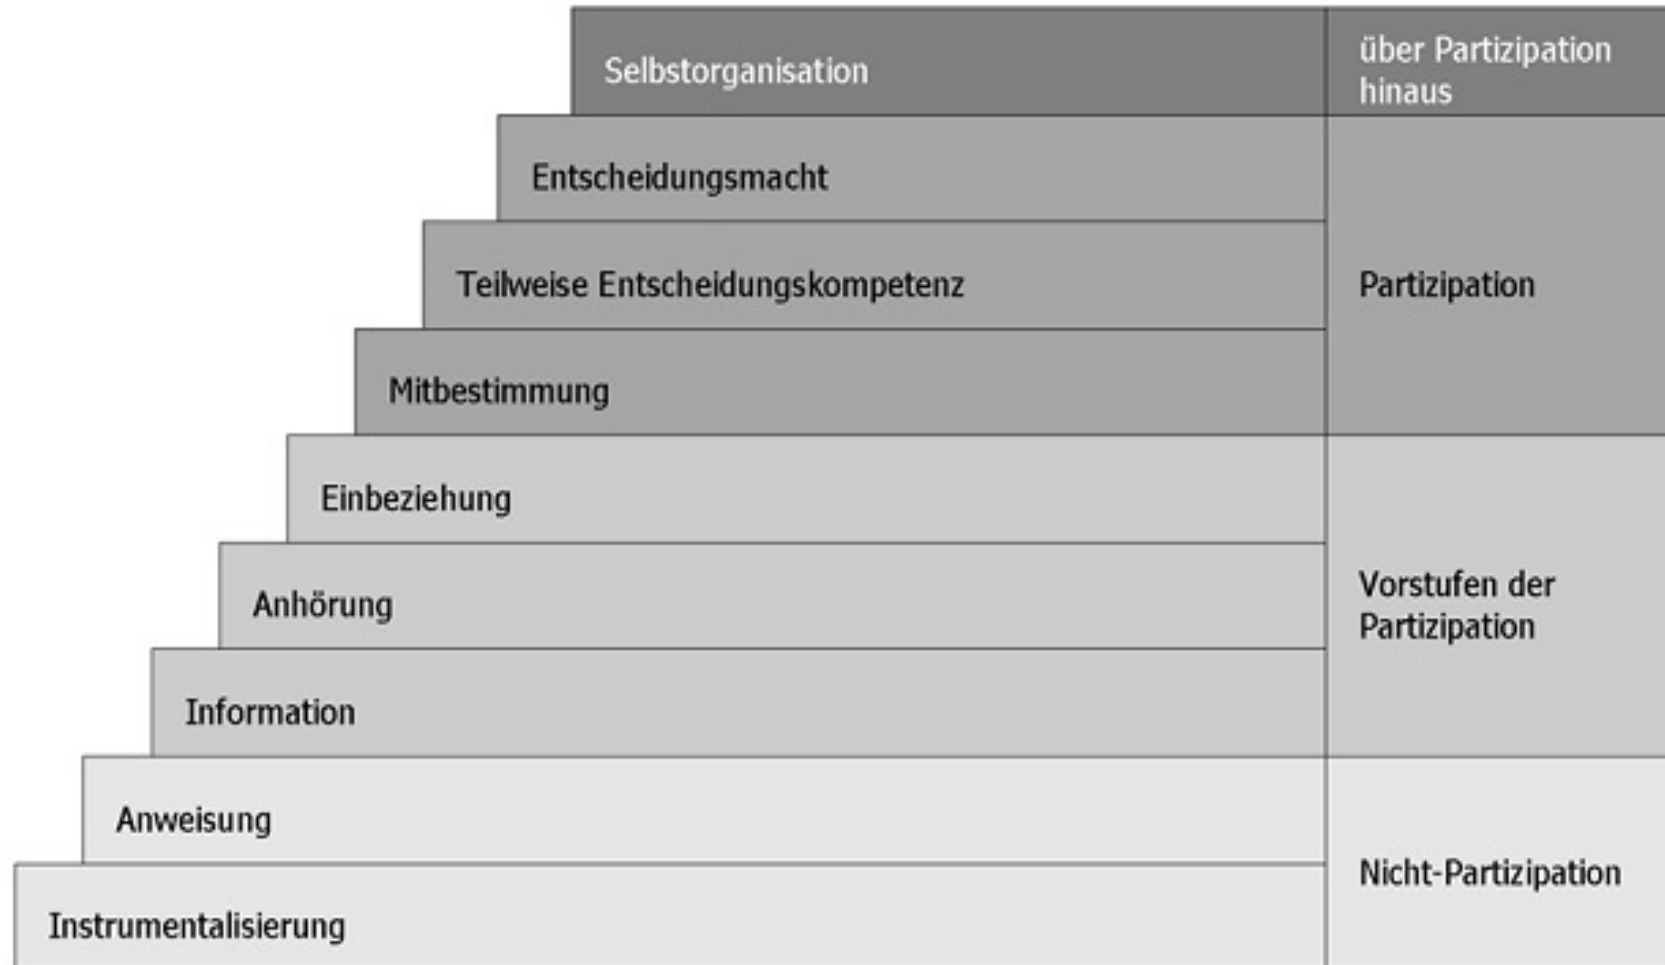 Selbstorganisation
über Partizipation
hinaus
Entscheidungsmacht
Teilweise Entscheidungskompetenz
Partizipation
Mitbestimmung
Einbeziehung
Anhörung
Vorstufen der
Partizipation
Information
Anweisung
Nicht-Partizipation
Instrumentalisierung